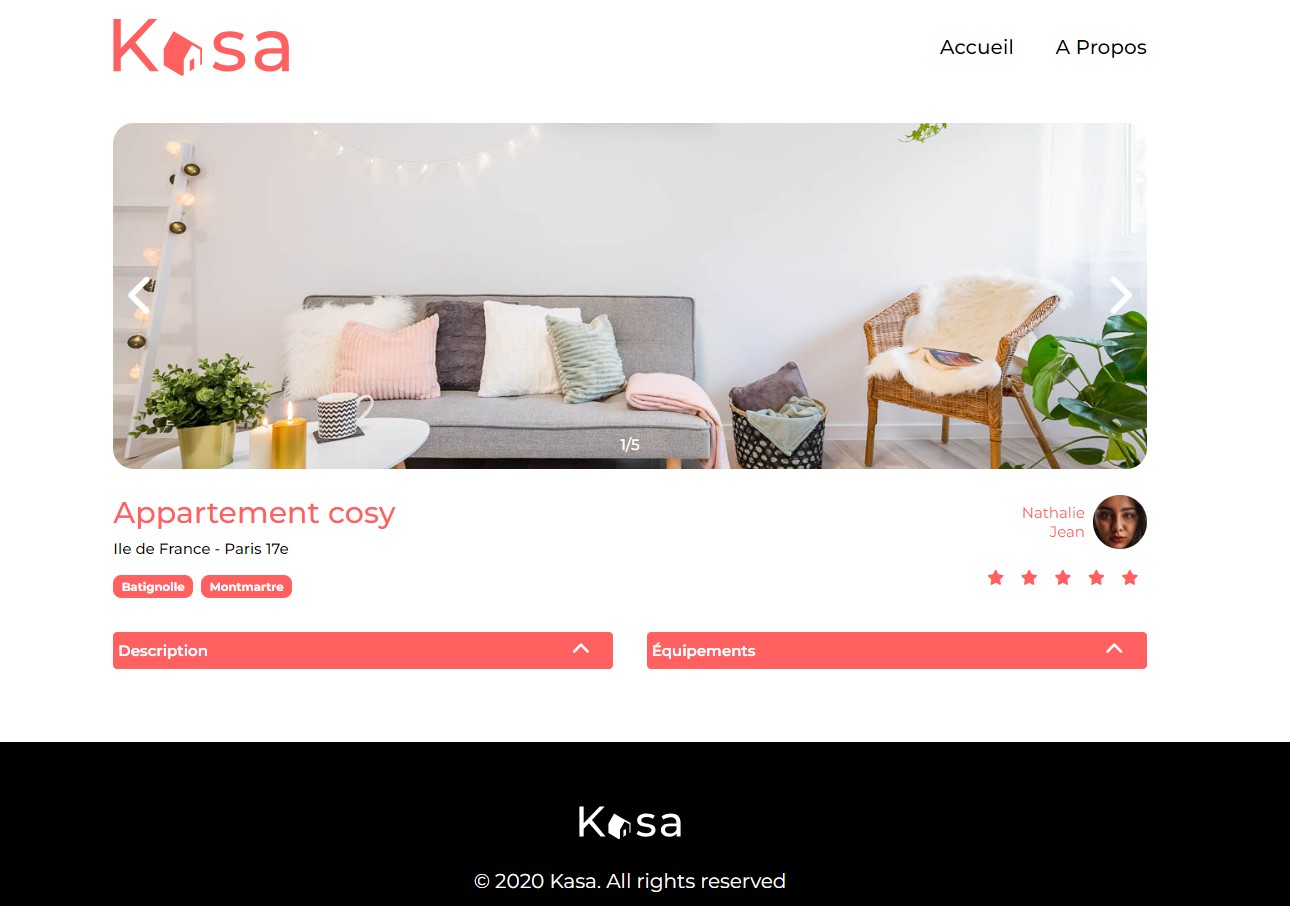 Kasa
Accueil
A Propos
1/5
Appartement cosy
Ile de France - Paris 17e
Batignolle
Montmartre
Nathalie
Jean
Description
Équipements
Kasa
© 2020 Kasa. All rights reserved